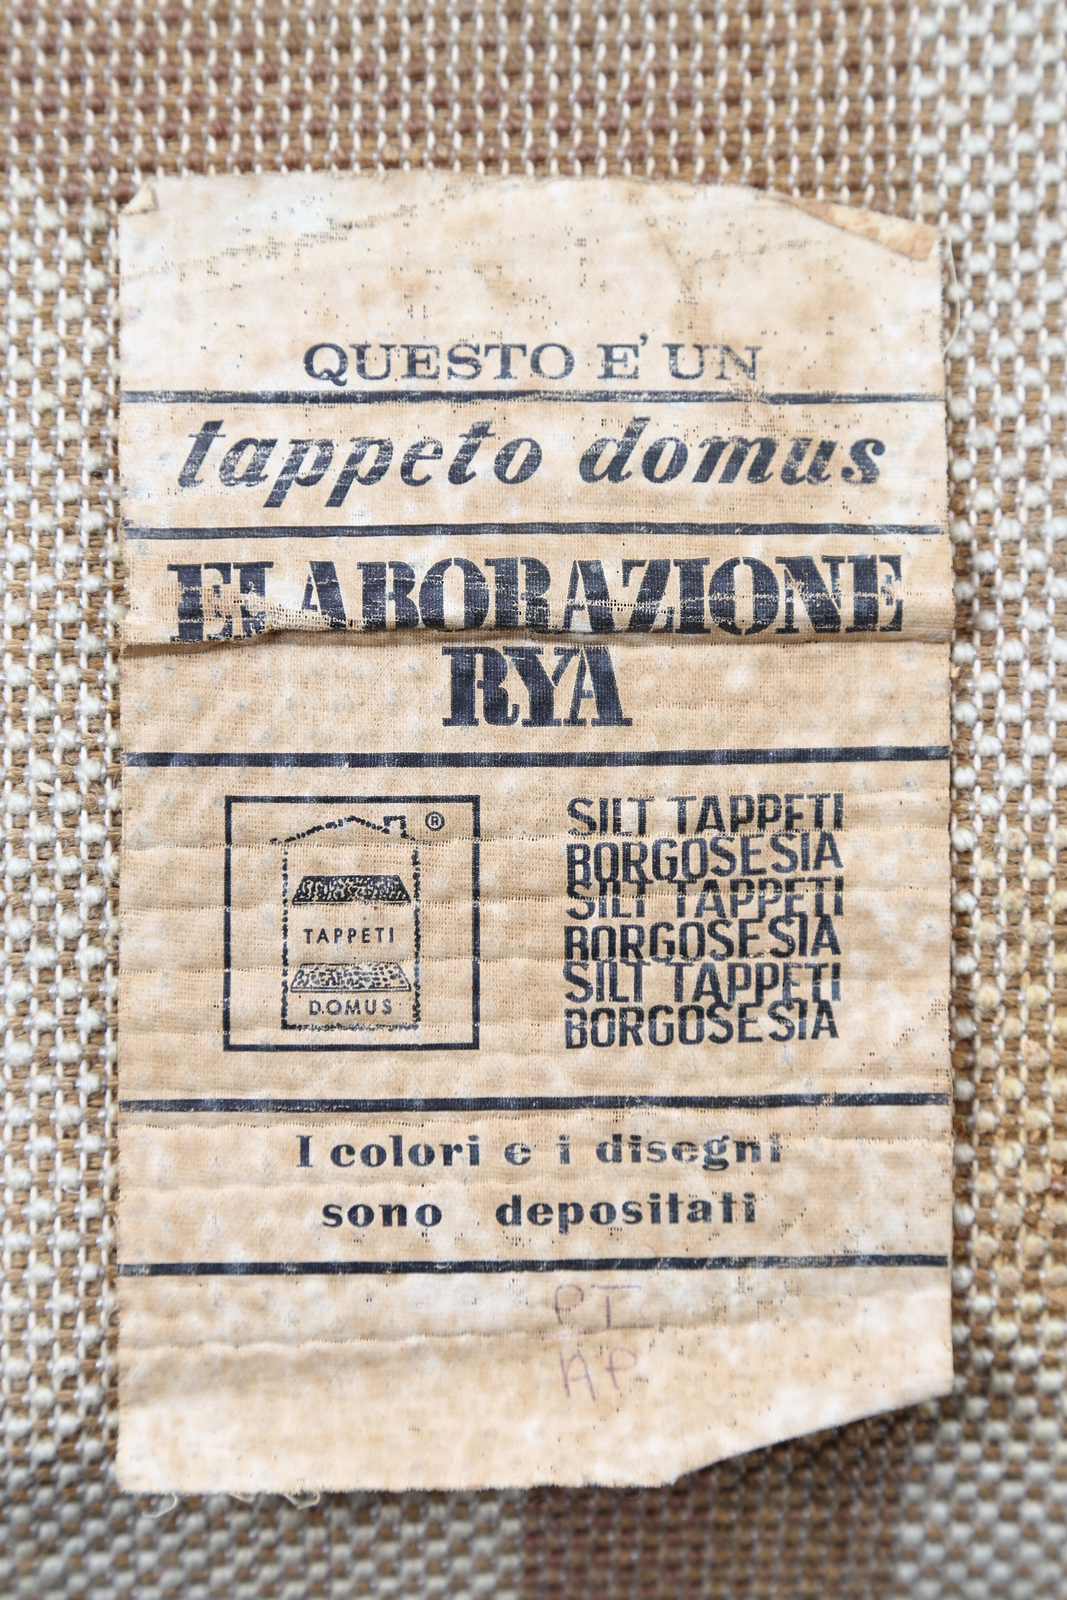 QUESTO E' UN
tappeto domus
ELABORAZIONE
RYA
®
TAPPETI
DOMUS
SILT TAPPETI
BORGOSESIA
SILT TAPPETI
BORGOSESIA
SILT TAPPETI
BORGOSESIA
I colori e i disegni
sono depositati